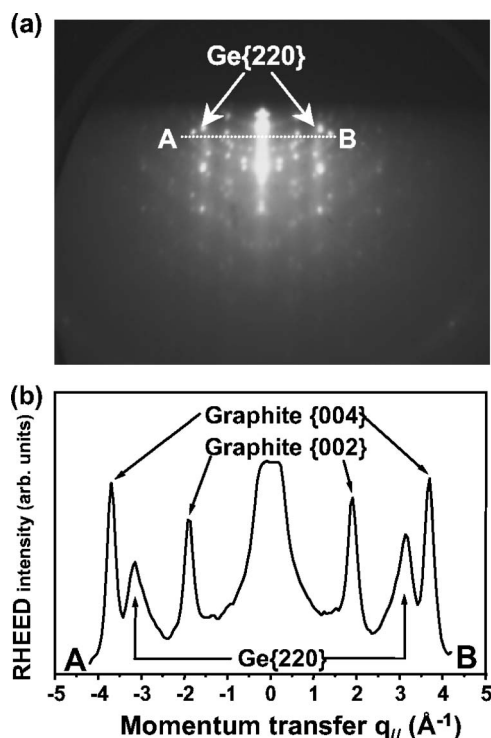 (a)
Ge{220}
A B
(b)
Graphite {004}
Graphite {002}
RHEED intensity (arb. units)
A Ge{220} B
-5 -4 -3 -2 -1 0 1 2 3 4 5
Momentum transfer q// (Å-1)